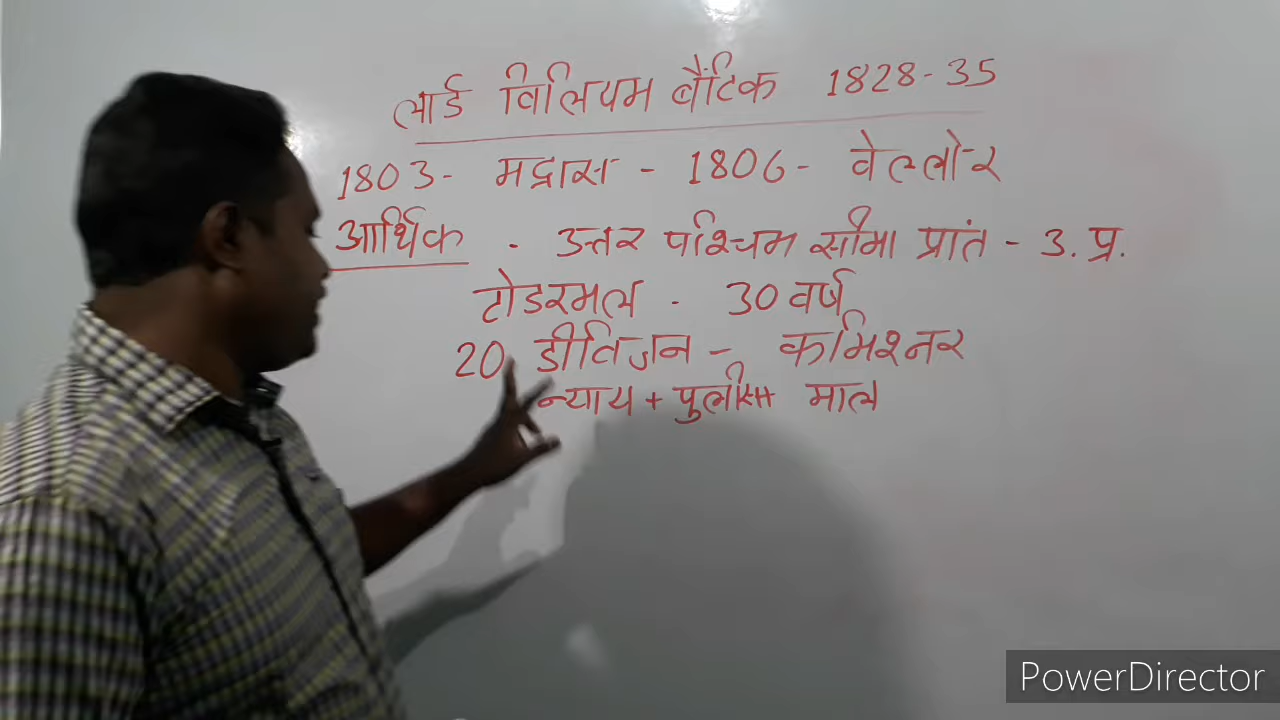 लार्ड विलियम बैंटिक 1828-35
1803- मद्रास - 1806- वेल्लोर
आर्थिक - उत्तर पश्चिम सीमा प्रांत - उ.प्र.
टोडरमल - 30 वर्ष
20 डीविजन - कमिश्नर
न्याय + पुलीस + माल
PowerDirector